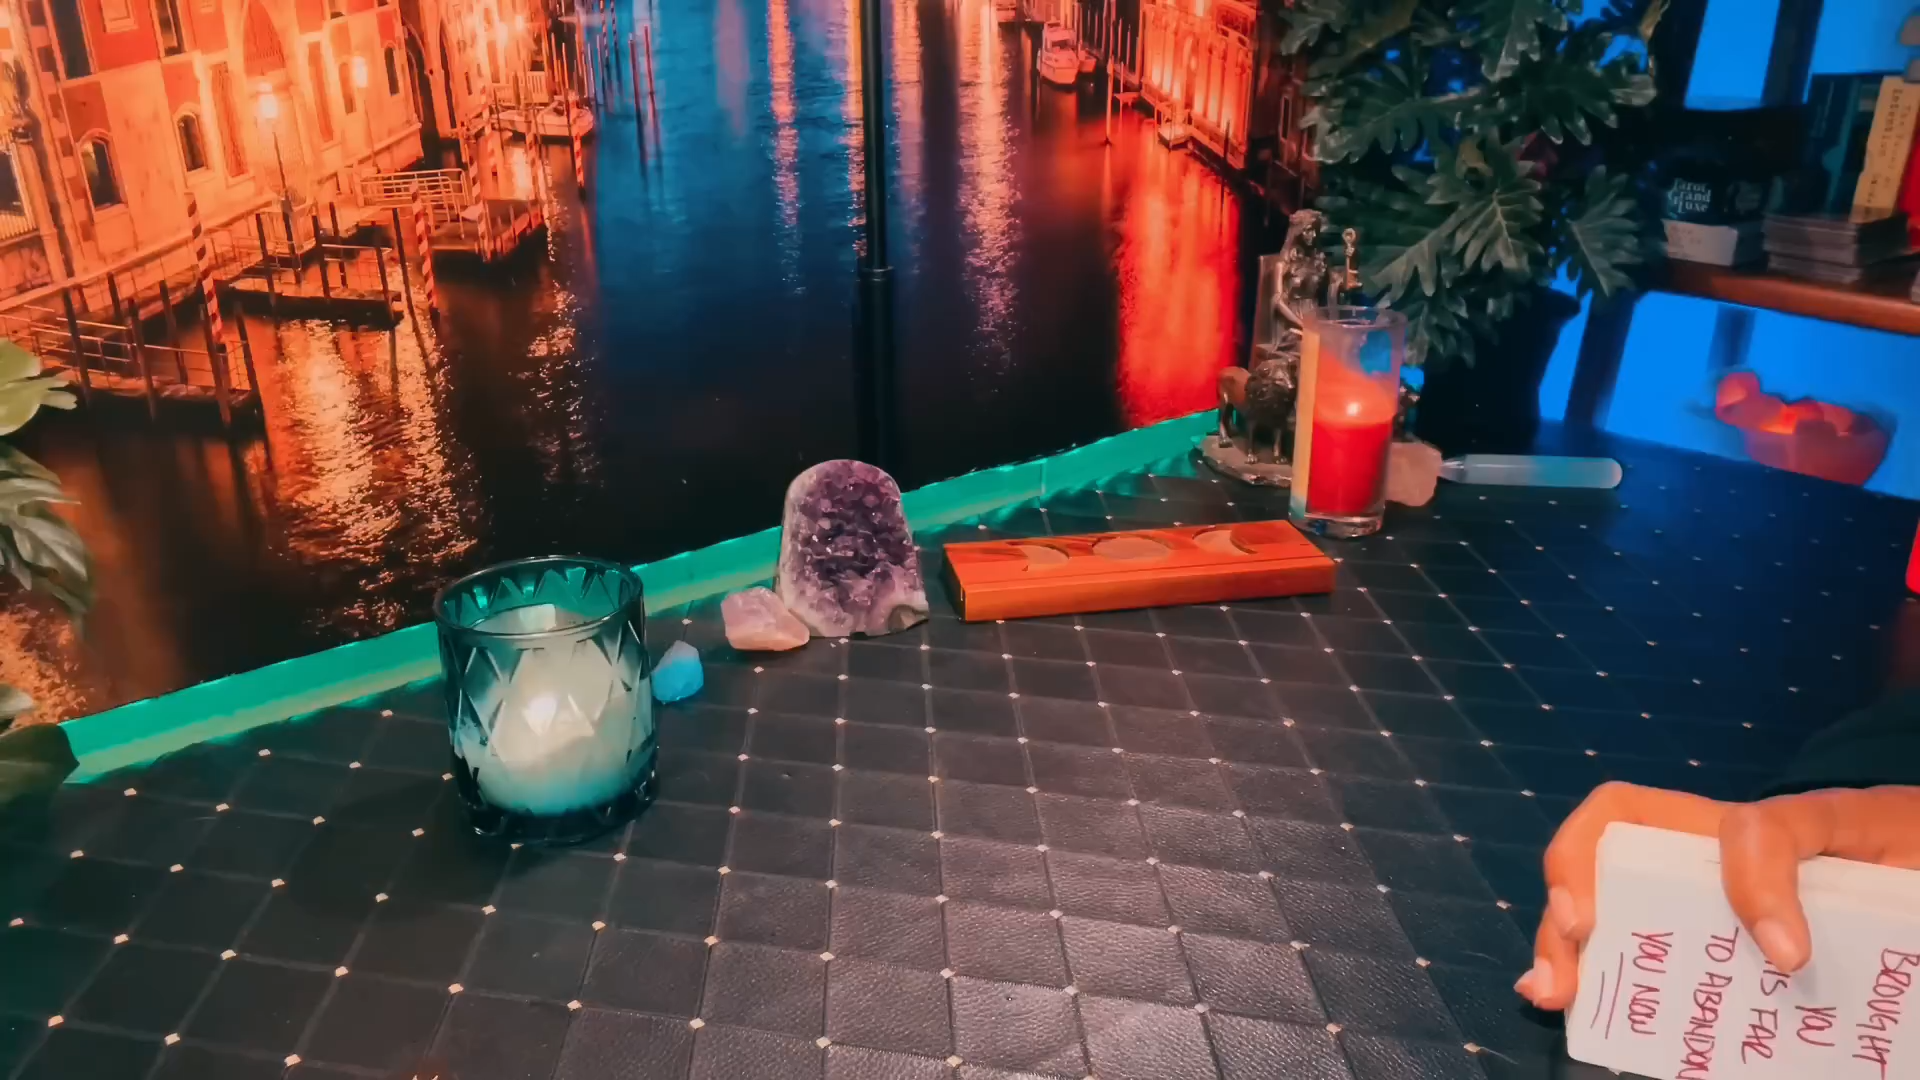 Tarot
Grand
Luxe
BROUGHT
YOU
IS FAR
TO ABANDON
YOU NOW